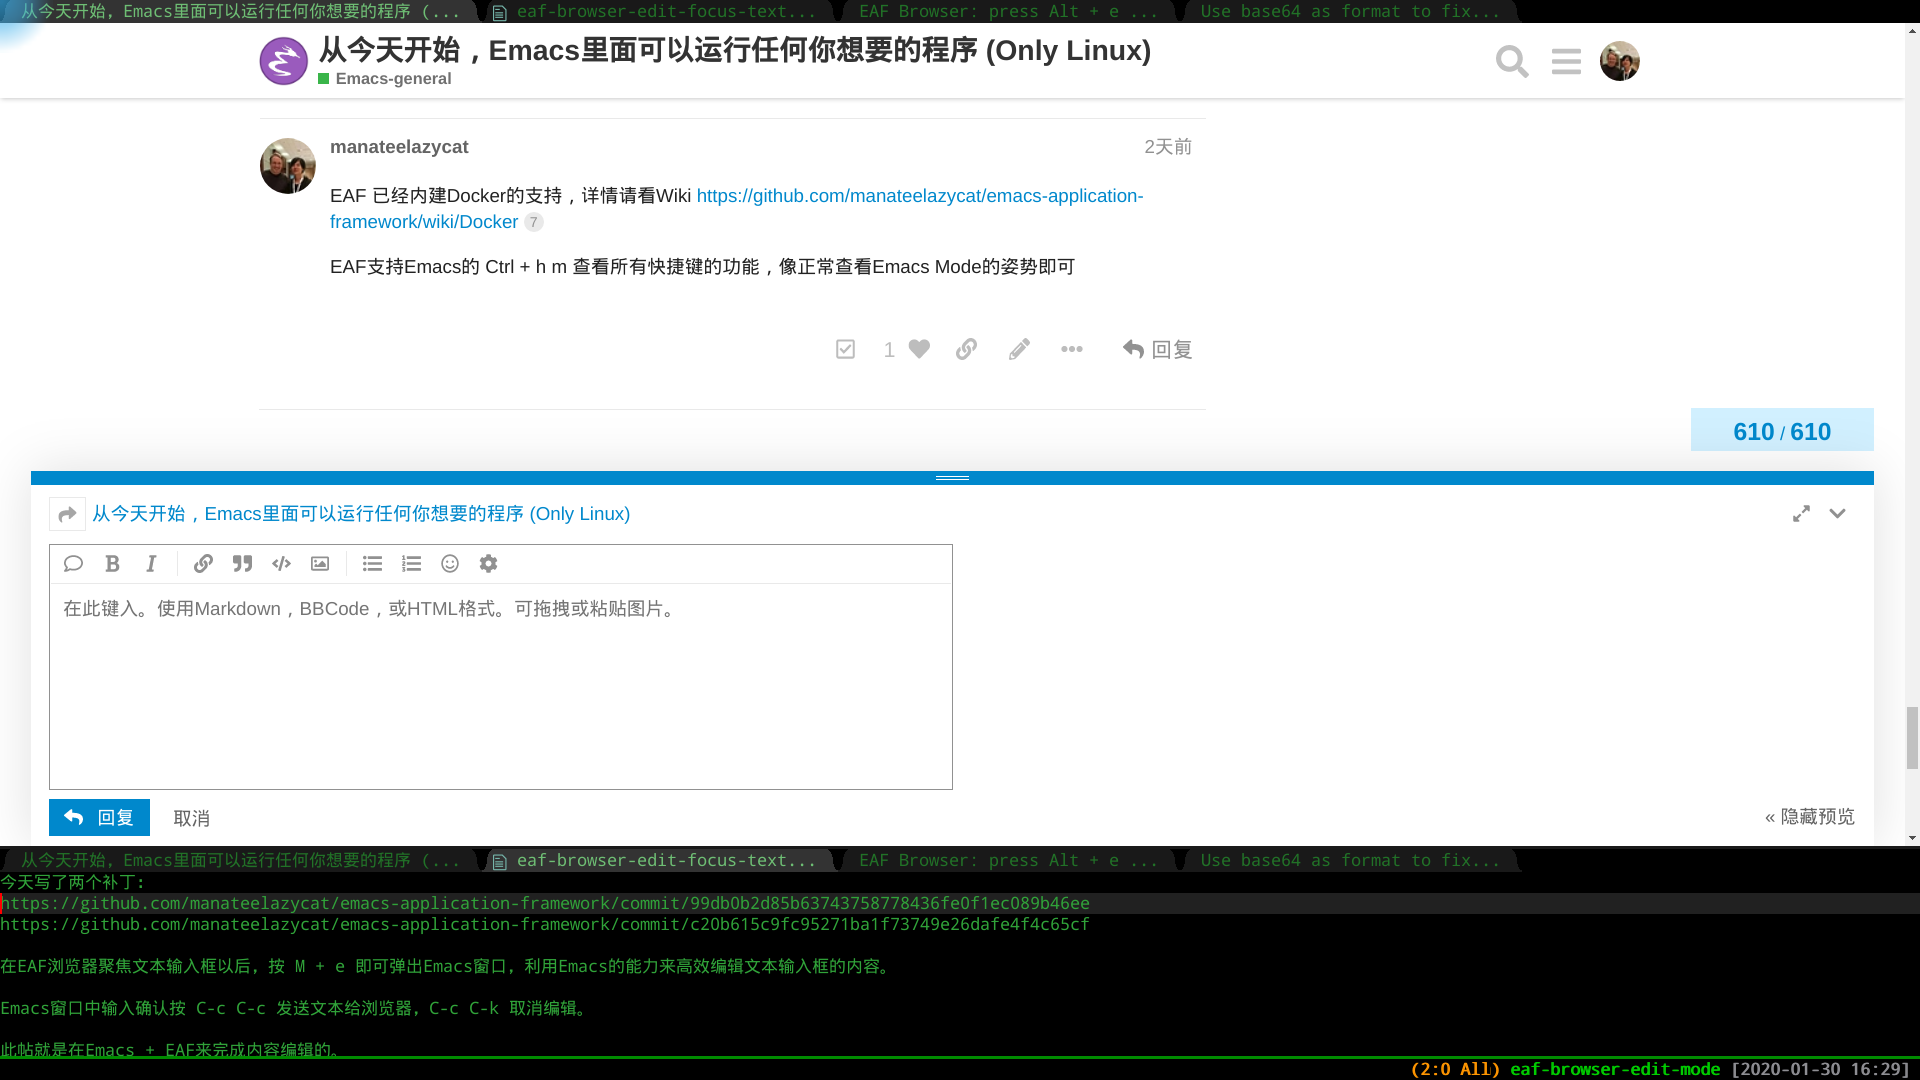 从今天开始，Emacs里面可以运行任何你想要的程序 (... eaf-browser-edit-focus-text... EAF Browser: press Alt + e ... Use base64 as format to fix...
从今天开始，Emacs里面可以运行任何你想要的程序 (Only Linux)
Emacs-general
manateelazycat 2天前
EAF 已经内建Docker的支持，详情请看Wiki https://github.com/manateelazycat/emacs-application-
framework/wiki/Docker 7
EAF支持Emacs的 Ctrl + h m 查看所有快捷键的功能，像正常查看Emacs Mode的姿势即可
1 回复
610 / 610
从今天开始，Emacs里面可以运行任何你想要的程序 (Only Linux)
在此键入。使用Markdown，BBCode，或HTML格式。可拖拽或粘贴图片。
回复 取消 « 隐藏预览
从今天开始，Emacs里面可以运行任何你想要的程序 (... eaf-browser-edit-focus-text... EAF Browser: press Alt + e ... Use base64 as format to fix...
今天写了两个补丁：
https://github.com/manateelazycat/emacs-application-framework/commit/99db0b2d85b63743758778436fe0f1ec089b46ee
https://github.com/manateelazycat/emacs-application-framework/commit/c20b615c9fc95271ba1f73749e26dafe4f4c65cf
在EAF浏览器聚焦文本输入框以后，按 M + e 即可弹出Emacs窗口，利用Emacs的能力来高效编辑文本输入框的内容。
Emacs窗口中输入确认按 C-c C-c 发送文本给浏览器，C-c C-k 取消编辑。
此帖就是在Emacs + EAF来完成内容编辑的。
(2:0 All) eaf-browser-edit-mode [2020-01-30 16:29]